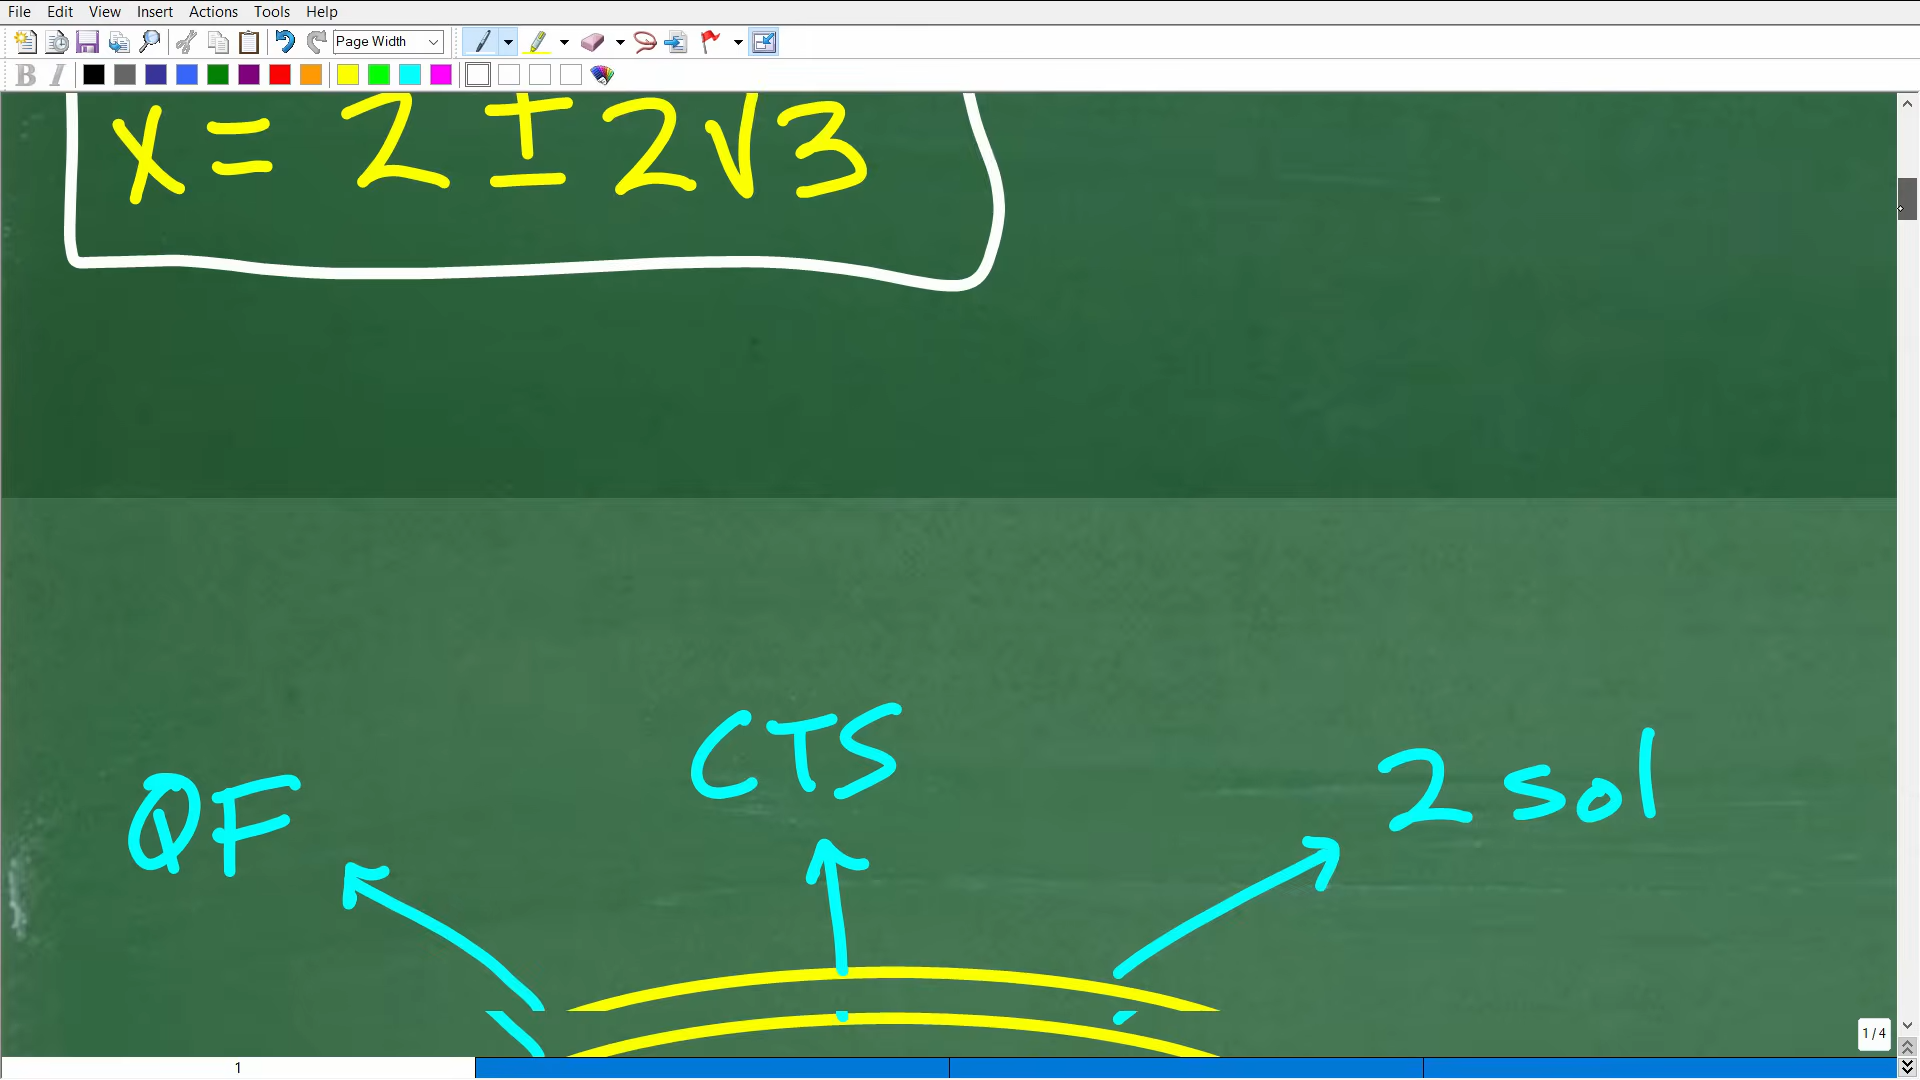 File Edit View Insert Actions Tools Help
Page Width
B I
x = 2 ± 2√3
CTS
QF
2 sol
1 / 4
1